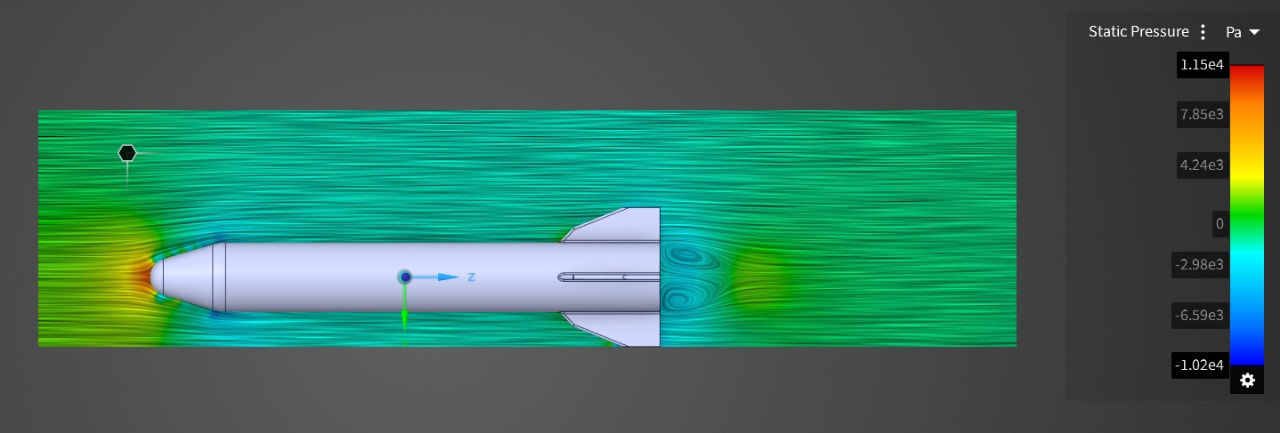 Static Pressure Pa
1.15e4
7.85e3
4.24e3
0
-2.98e3
-6.59e3
-1.02e4
Z